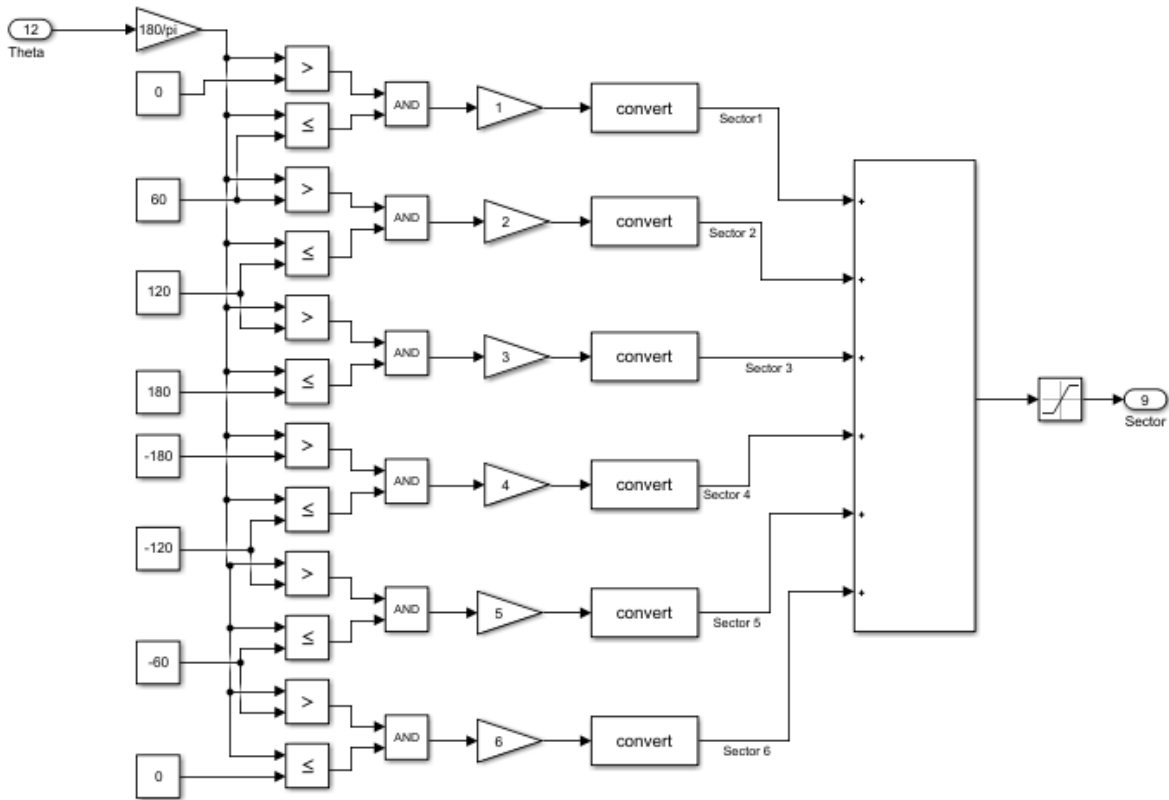 12
Theta
180/pi
0
>
≤
AND
1
convert
Sector1
60
>
≤
AND
2
convert
Sector 2
120
>
≤
AND
3
convert
Sector 3
180
-180
>
≤
AND
4
convert
Sector 4
-120
>
≤
AND
5
convert
Sector 5
-60
>
≤
AND
6
convert
Sector 6
0
+
+
+
+
+
+
9
Sector